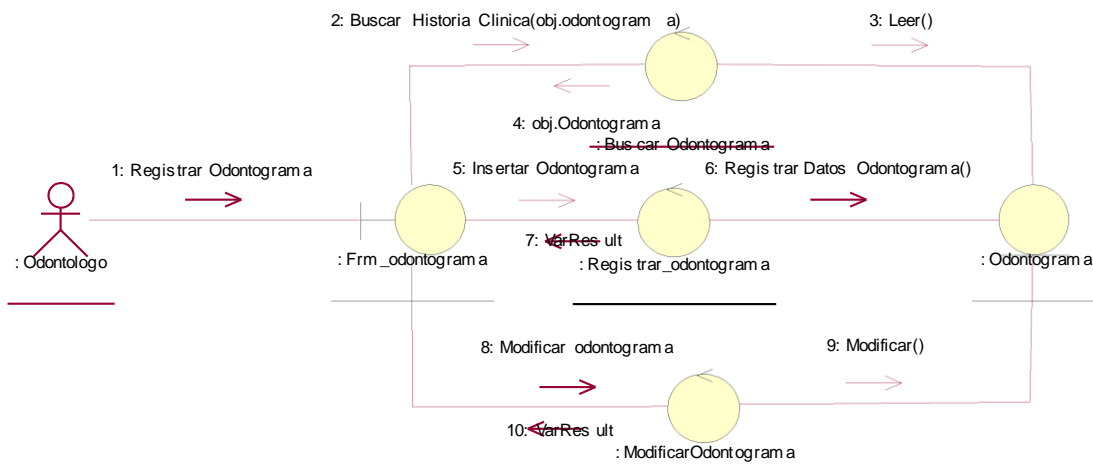 2: Buscar Historia Clinica(obj.odontograma)
3: Leer()
4: obj.Odontograma
: Buscar Odontograma
1: Registrar Odontograma
5: Insertar Odontograma
6: Registrar Datos Odontograma()
7: VarResult
: Odontologo
: Frm_odontograma
: Registrar_odontograma
: Odontograma
8: Modificar odontograma
9: Modificar()
10: VarResult
: ModificarOdontograma